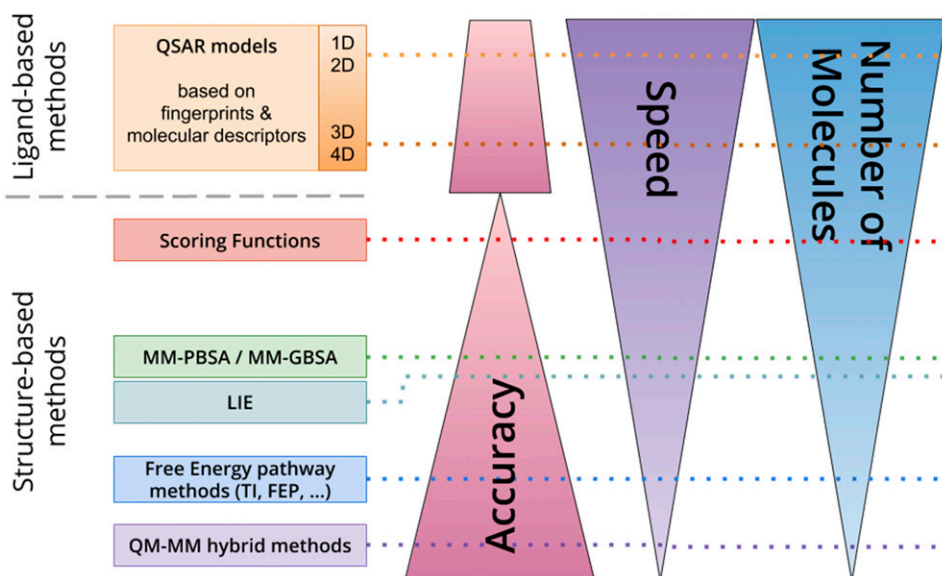 Ligand-based
methods
QSAR models
based on
fingerprints &
molecular descriptors
1D
2D
3D
4D
Structure-based
methods
Scoring Functions
MM-PBSA / MM-GBSA
LIE
Free Energy pathway
methods (TI, FEP, ...)
QM-MM hybrid methods
Accuracy
Speed
Number of
Molecules